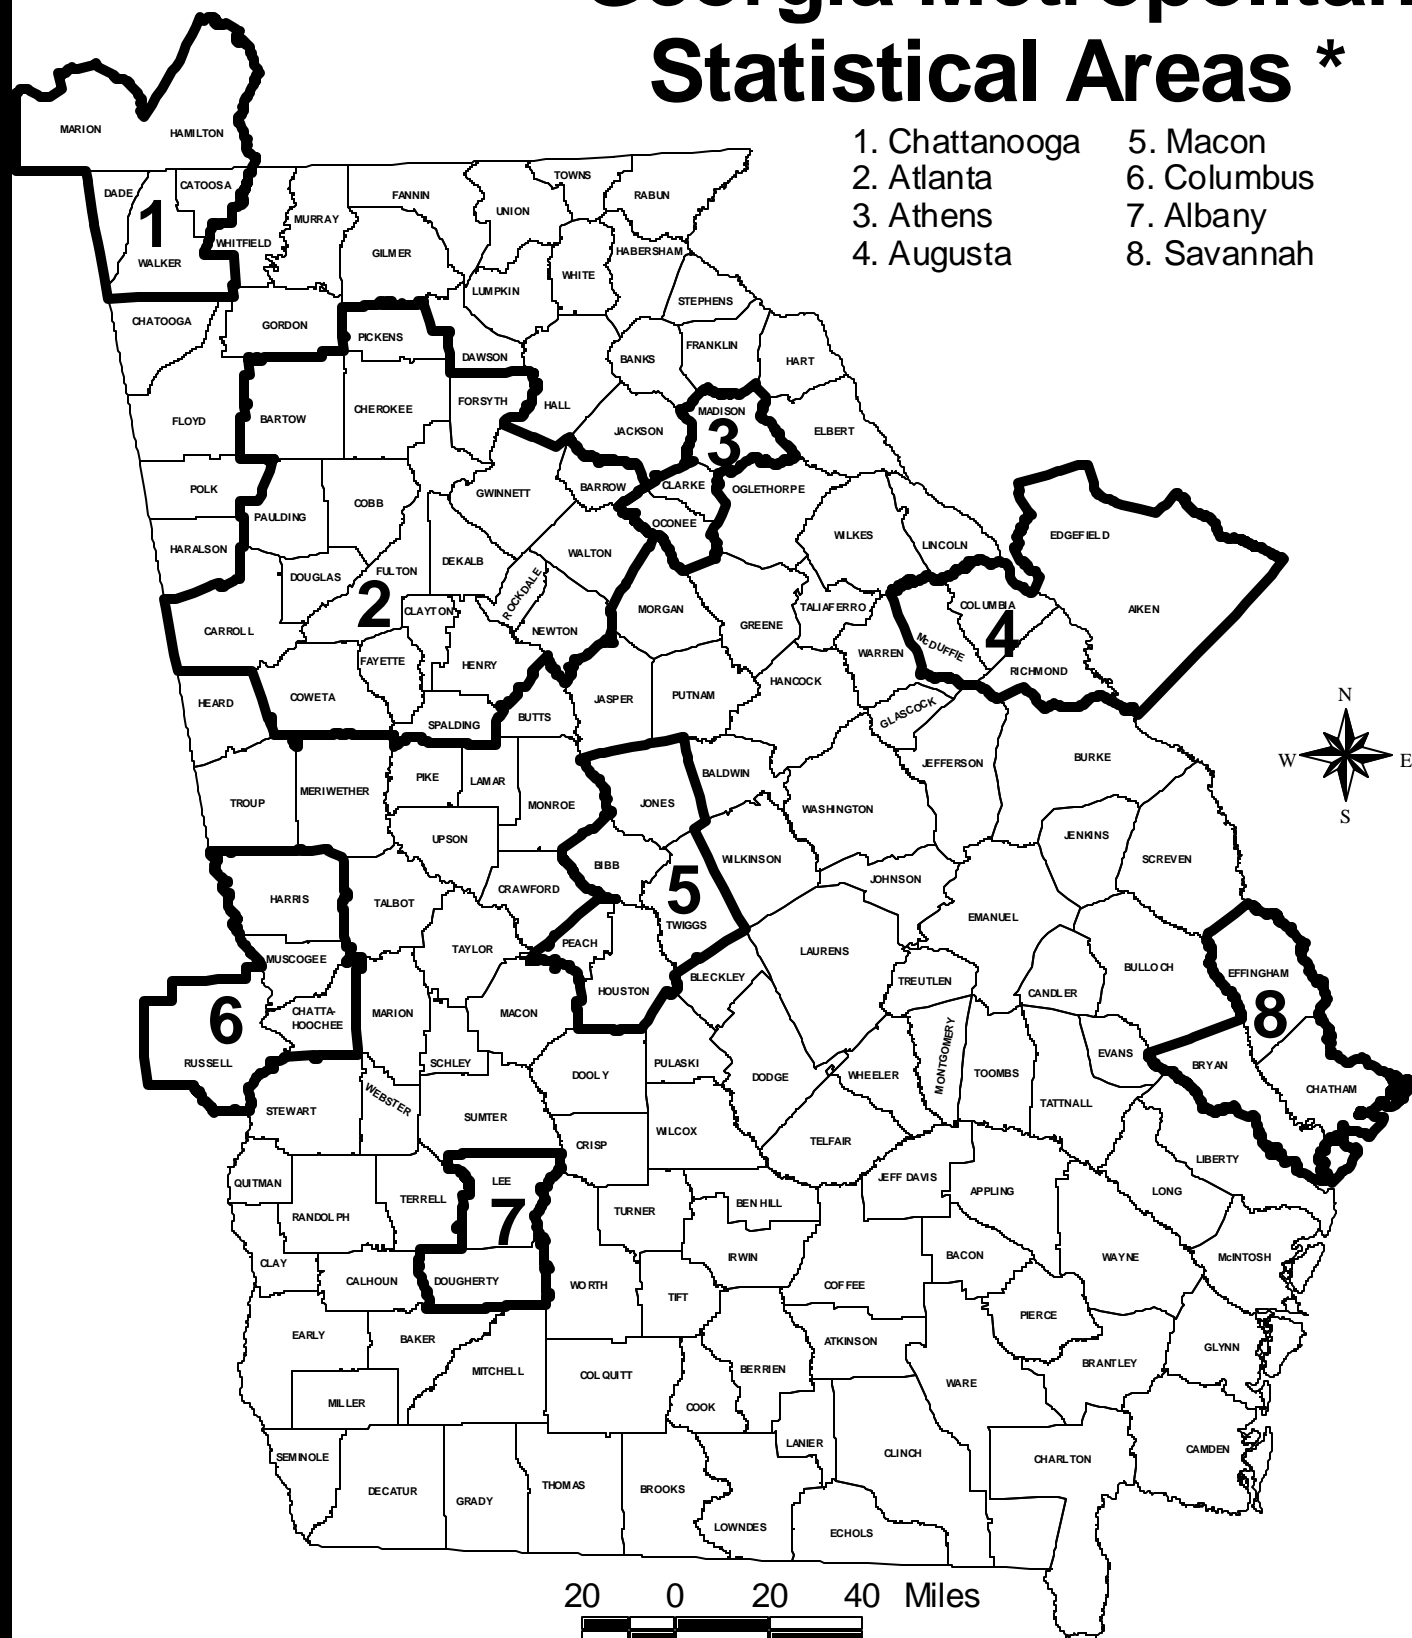 Georgia Metropolitan
Statistical Areas *
1. Chattanooga
2. Atlanta
3. Athens
4. Augusta
5. Macon
6. Columbus
7. Albany
8. Savannah
MARION
HAMILTON
DADE
CATOOSA
1
WALKER
WHITFIELD
MURRAY
FANNIN
GILMER
UNION
TOWNS
RABUN
HABERSHAM
WHITE
LUMPKIN
STEPHENS
CHATOOGA
GORDON
PICKENS
DAWSON
BANKS
FRANKLIN
HART
FLOYD
BARTOW
CHEROKEE
FORSYTH
HALL
JACKSON
MADISON
3
ELBERT
POLK
PAULDING
COBB
GWINNETT
BARROW
CLARKE
OGLETHORPE
OCONEE
HARALSON
DOUGLAS
FULTON
2
DEKALB
ROCKDALE
WALTON
WILKES
LINCOLN
EDGEFIELD
AIKEN
CARROLL
CLAYTON
NEWTON
MORGAN
GREENE
TALIAFERRO
COLUMBIA
4
McDUFFIE
RICHMOND
WARREN
HEARD
COWETA
FAYETTE
HENRY
SPALDING
BUTTS
JASPER
PUTNAM
HANCOCK
GLASCOCK
N
W
E
S
TROUP
MERIWETHER
PIKE
LAMAR
MONROE
JONES
BALDWIN
WASHINGTON
JEFFERSON
BURKE
UPSON
BIBB
5
TWIGGS
WILKINSON
JOHNSON
JENKINS
SCREVEN
HARRIS
TALBOT
CRAWFORD
TAYLOR
PEACH
HOUSTON
BLECKLEY
LAURENS
EMANUEL
TREUTLEN
CANDLER
BULLOCH
EFFINGHAM
8
MUSCOGEE
6
CHATTA-
HOOCHEE
RUSSELL
MARION
SCHLEY
MACON
DOOLY
PULASKI
DODGE
WHEELER
MONTGOMERY
TOOMBS
TATTNALL
EVANS
BRYAN
CHATHAM
STEWART
WEBSTER
SUMTER
CRISP
WILCOX
TELFAIR
JEFF DAVIS
APPLING
LONG
LIBERTY
QUITMAN
RANDOLPH
TERRELL
LEE
7
TURNER
BEN HILL
CLAY
CALHOUN
DOUGHERTY
WORTH
TIFT
IRWIN
COFFEE
BACON
WAYNE
McINTOSH
EARLY
BAKER
MITCHELL
COLQUITT
BERRIEN
ATKINSON
PIERCE
BRANTLEY
GLYNN
MILLER
COOK
WARE
SEMINOLE
DECATUR
GRADY
THOMAS
BROOKS
LANIER
CLINCH
CHARLTON
CAMDEN
LOWNDES
ECHOLS
20 0 20 40 Miles